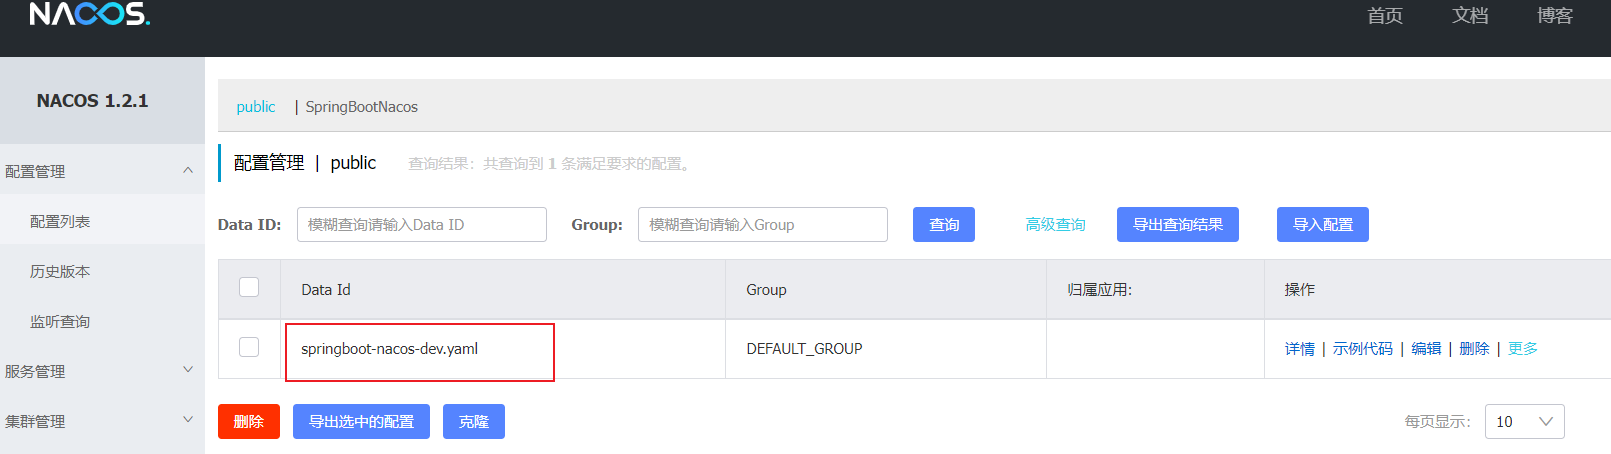 NACOS.
首页 文档 博客
NACOS 1.2.1
public | SpringBootNacos
配置管理 | public 查询结果：共查询到 1 条满足要求的配置。
配置管理
配置列表
历史版本
监听查询
服务管理
集群管理
Data ID: 模糊查询请输入Data ID Group: 模糊查询请输入Group 查询 高级查询 导出查询结果 导入配置
Data Id Group 归属应用: 操作
springboot-nacos-dev.yaml DEFAULT_GROUP 详情 | 示例代码 | 编辑 | 删除 | 更多
删除 导出选中的配置 克隆 每页显示: 10